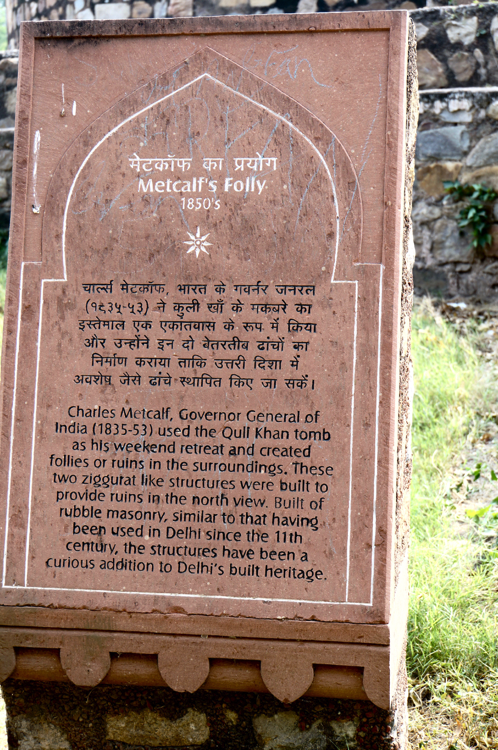 मेटकॉफ का प्रयोग
Metcalf's Folly
1850's
चार्ल्स मेटकॉफ, भारत के गवर्नर जनरल
(१८३५-५३) ने कुली खाँ के मकबरे का
इस्तेमाल एक एकांतवास के रूप में किया
और उन्होंने इन दो बेतरतीब ढांचों का
निर्माण कराया ताकि उत्तरी दिशा में
अवशेष जैसे ढांचे स्थापित किए जा सकें।
Charles Metcalf, Governor General of
India (1835-53) used the Quli Khan tomb
as his weekend retreat and created
follies or ruins in the surroundings. These
two ziggurat like structures were built to
provide ruins in the north view. Built of
rubble masonry, similar to that having
been used in Delhi since the 11th
century, the structures have been a
curious addition to Delhi's built heritage.